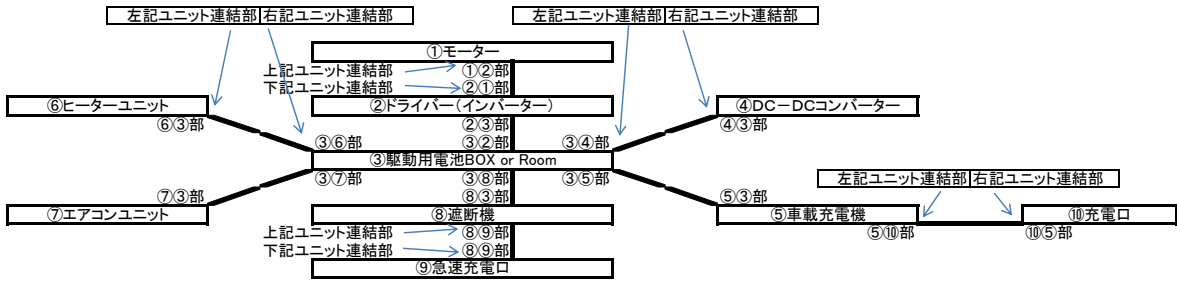 左記ユニット連結部 右記ユニット連結部
左記ユニット連結部 右記ユニット連結部
①モーター
上記ユニット連結部 ①②部
下記ユニット連結部 ②①部
⑥ヒーターユニット
②ドライバー（インバーター）
④DC－DCコンバーター
⑥③部
②③部
④③部
③⑥部
③②部
③④部
③駆動用電池BOX or Room
③⑦部
③⑧部
③⑤部
左記ユニット連結部 右記ユニット連結部
⑦③部
⑧③部
⑤③部
⑦エアコンユニット
⑧遮断機
⑤車載充電機
⑩充電口
上記ユニット連結部 ⑧⑨部
⑤⑩部
⑩⑤部
下記ユニット連結部 ⑧⑨部
⑨急速充電口